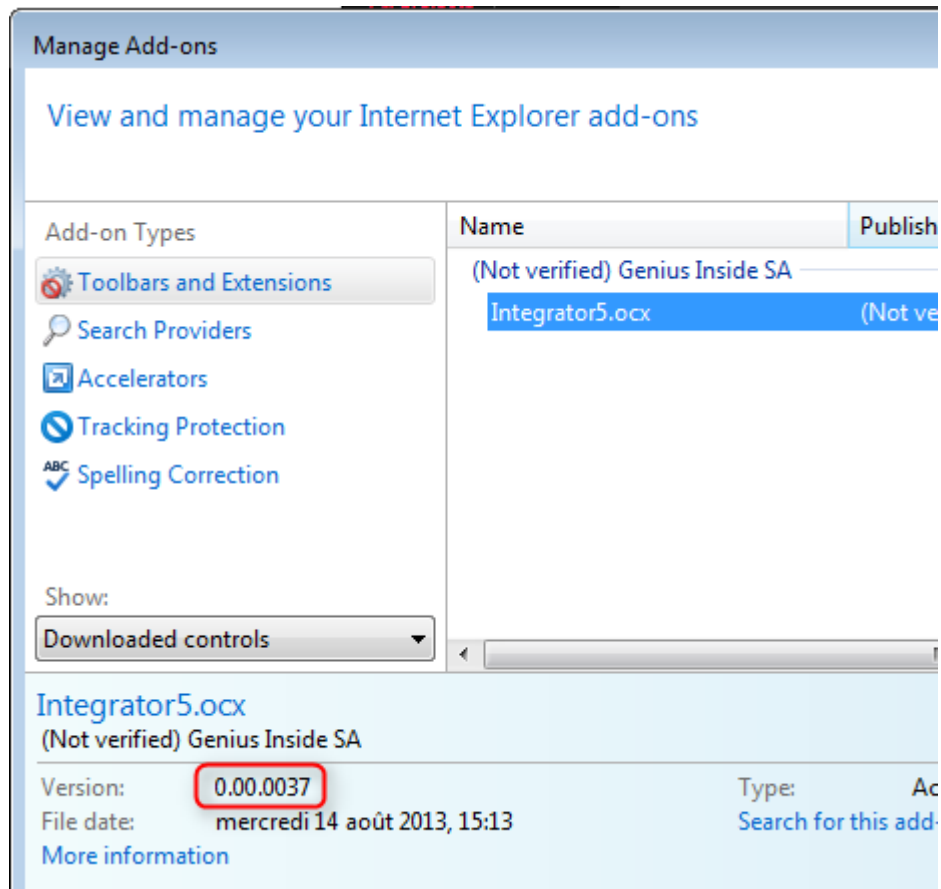 Manage Add-ons
View and manage your Internet Explorer add-ons
Add-on Types
Toolbars and Extensions
Search Providers
Accelerators
Tracking Protection
ABC Spelling Correction
Show:
Downloaded controls
Name Publish
(Not verified) Genius Inside SA
Integrator5.ocx (Not ve
Integrator5.ocx
(Not verified) Genius Inside SA
Version: 0.00.0037
File date: mercredi 14 août 2013, 15:13
More information
Type: Ac
Search for this add-